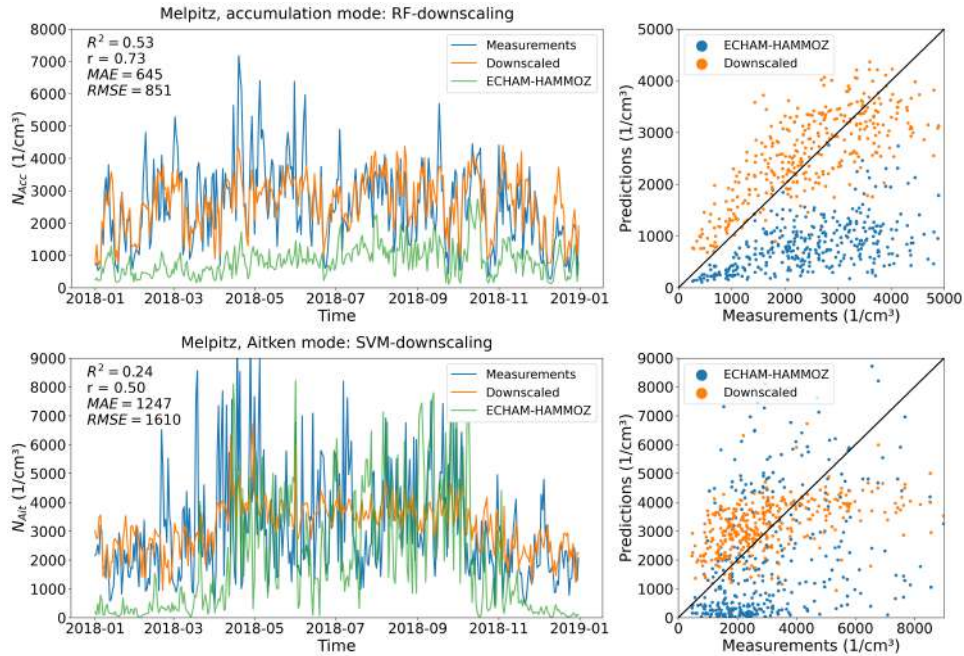 Melpitz, accumulation mode: RF-downscaling
R² = 0.53
r = 0.73
MAE = 645
RMSE = 851
Measurements
Downscaled
ECHAM-HAMMOZ
8000
7000
6000
5000
4000
3000
2000
1000
0
N_Acc (1/cm³)
2018-01 2018-03 2018-05 2018-07 2018-09 2018-11 2019-01
Time
ECHAM-HAMMOZ
Downscaled
5000
4000
3000
2000
1000
0
Predictions (1/cm³)
0 1000 2000 3000 4000 5000
Measurements (1/cm³)
Melpitz, Aitken mode: SVM-downscaling
R² = 0.24
r = 0.50
MAE = 1247
RMSE = 1610
Measurements
Downscaled
ECHAM-HAMMOZ
9000
8000
7000
6000
5000
4000
3000
2000
1000
0
N_Ait (1/cm³)
2018-01 2018-03 2018-05 2018-07 2018-09 2018-11 2019-01
Time
ECHAM-HAMMOZ
Downscaled
9000
8000
7000
6000
5000
4000
3000
2000
1000
0
Predictions (1/cm³)
0 2000 4000 6000 8000
Measurements (1/cm³)